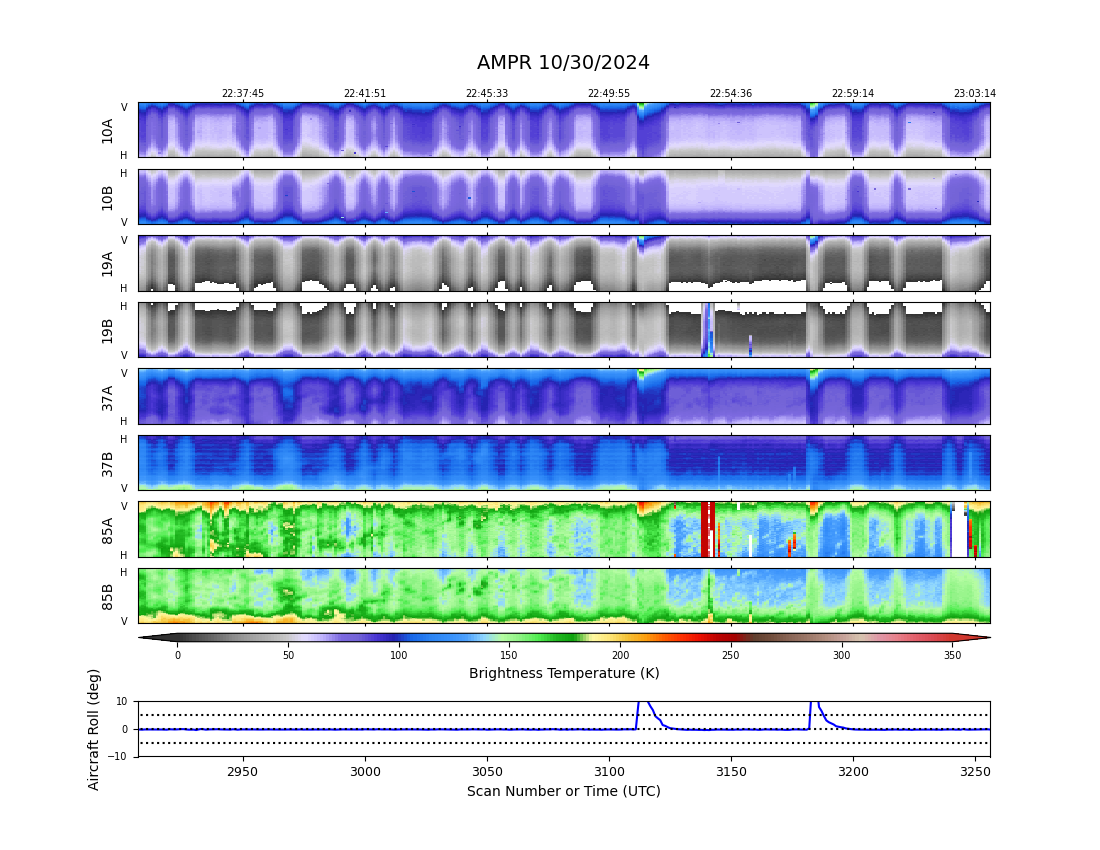 AMPR 10/30/2024
22:37:45 22:41:51 22:45:33 22:49:55 22:54:36 22:59:14 23:03:14
V
10A
H
H
10B
V
V
19A
H
H
19B
V
V
37A
H
H
37B
V
V
85A
H
H
85B
V
0 50 100 150 200 250 300 350
Brightness Temperature (K)
Aircraft Roll (deg)
10
0
−10
2950 3000 3050 3100 3150 3200 3250
Scan Number or Time (UTC)